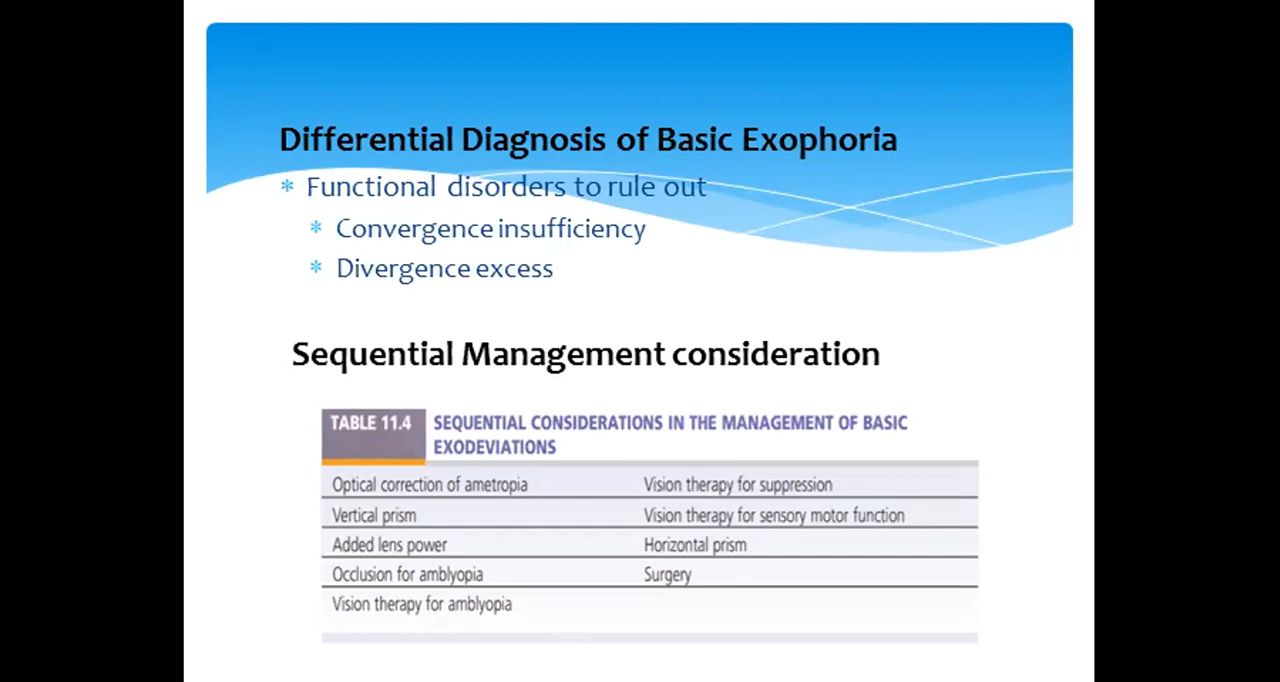 Differential Diagnosis of Basic Exophoria
* Functional disorders to rule out
* Convergence insufficiency
* Divergence excess
Sequential Management consideration
TABLE 11.4 SEQUENTIAL CONSIDERATIONS IN THE MANAGEMENT OF BASIC
EXODEVIATIONS
Optical correction of ametropia Vision therapy for suppression
Vertical prism Vision therapy for sensory motor function
Added lens power Horizontal prism
Occlusion for amblyopia Surgery
Vision therapy for amblyopia